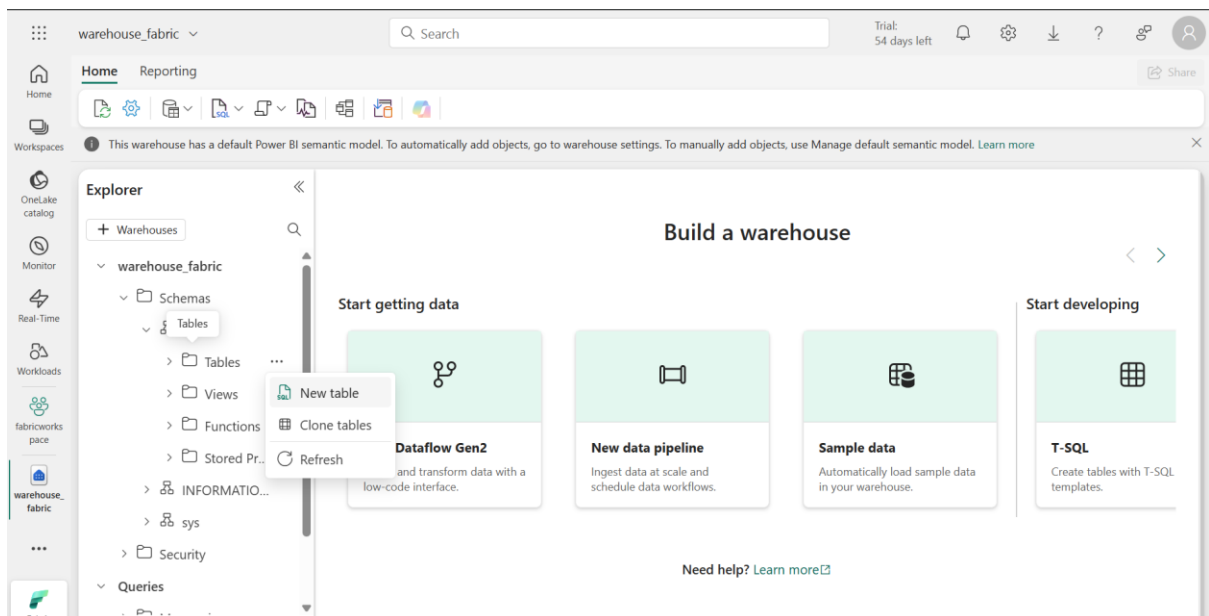 warehouse_fabric
Search
Trial:
54 days left
?
Home
Reporting
Share
Home
Workspaces
OneLake
catalog
Monitor
Real-Time
Workloads
fabricworks
pace
warehouse_
fabric
SQL
This warehouse has a default Power BI semantic model. To automatically add objects, go to warehouse settings. To manually add objects, use Manage default semantic model. Learn more
Explorer
+ Warehouses
warehouse_fabric
Schemas
Tables
Tables
Views
Functions
Stored Pr...
INFORMATIO...
sys
Security
Queries
SQL New table
Clone tables
Refresh
Build a warehouse
Start getting data
Start developing
Dataflow Gen2
and transform data with a
low-code interface.
New data pipeline
Ingest data at scale and
schedule data workflows.
Sample data
Automatically load sample data
in your warehouse.
T-SQL
Create tables with T-SQL
templates.
Need help? Learn more